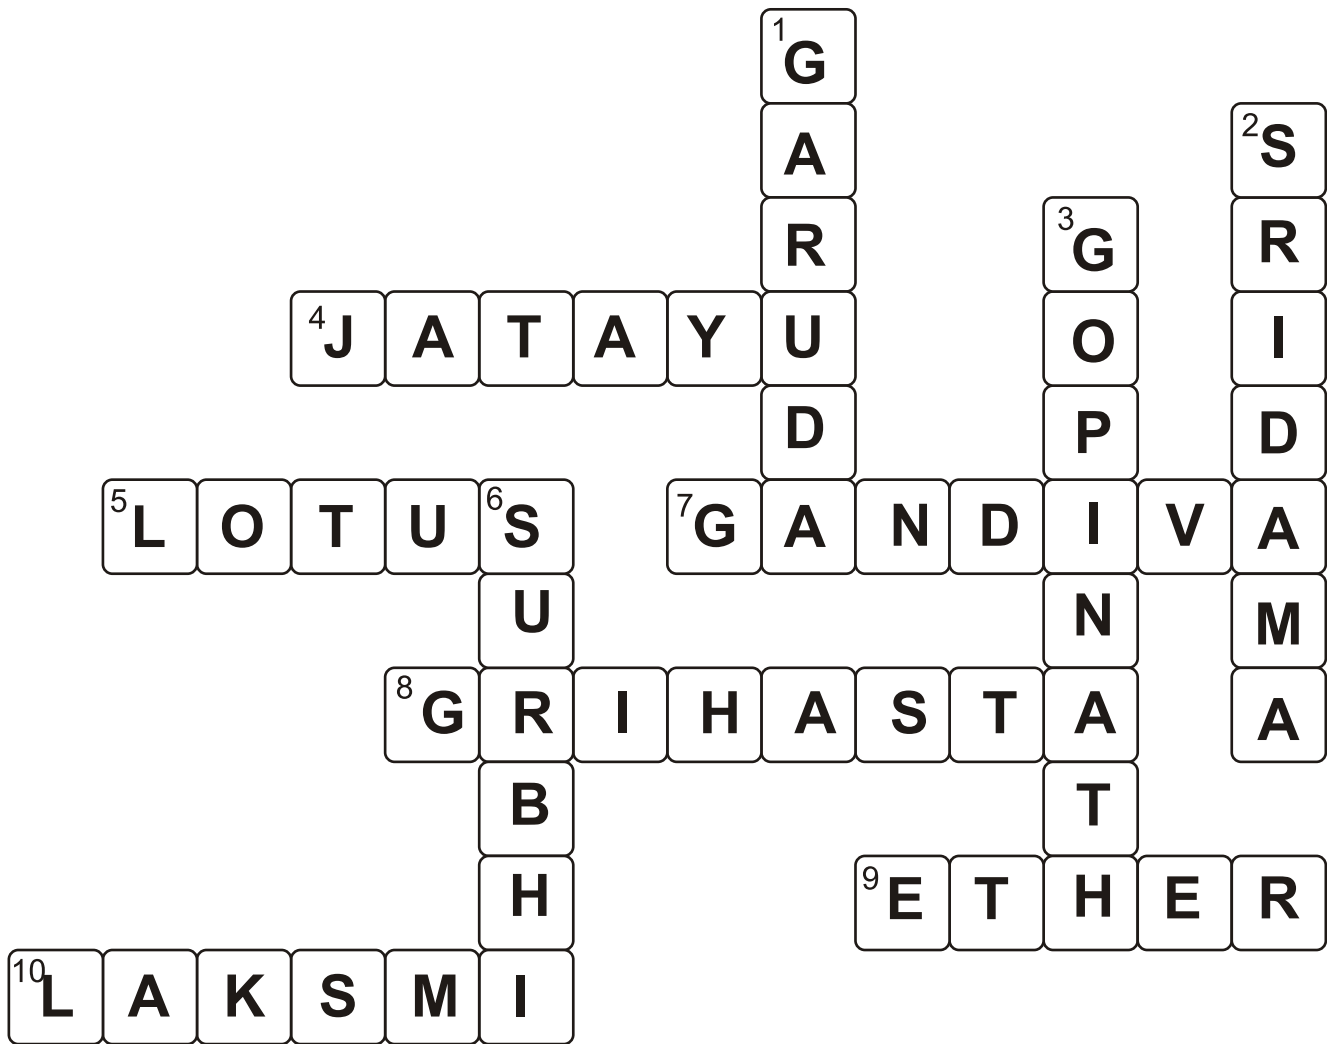 1 G
A 2 S
R 3 G R
4 J A T A Y U O I
D P D
5 L O T U 6 S 7 G A N D I V A
U N M
8 G R I H A S T A A
B T
H 9 E T H E R
10 L A K S M I